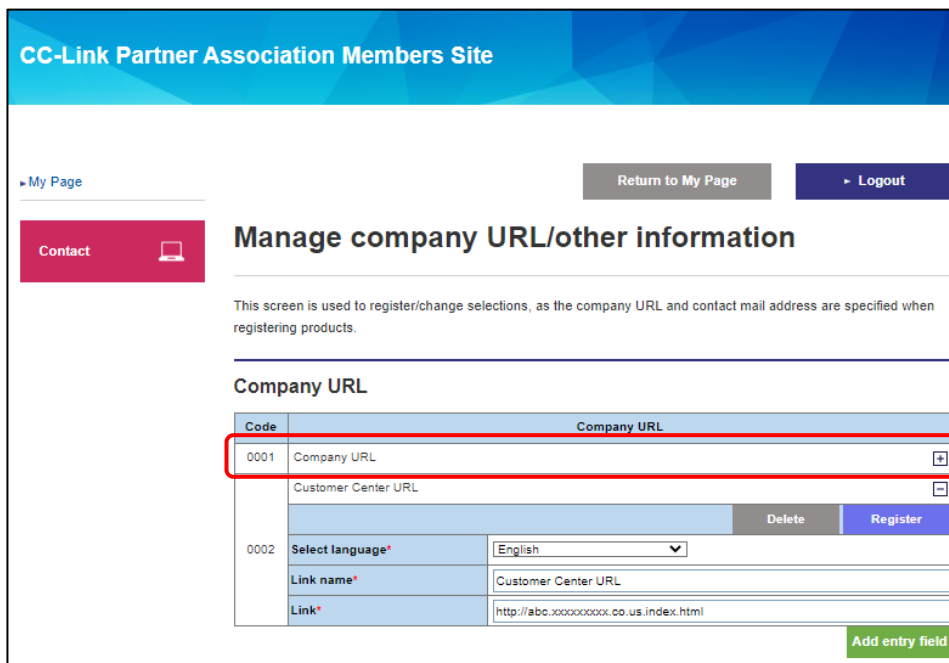 CC-Link Partner Association Members Site
My Page
Return to My Page
Logout
Contact
Manage company URL/other information
This screen is used to register/change selections, as the company URL and contact mail address are specified when
registering products.
Company URL
Code Company URL
0001 Company URL
Customer Center URL
Delete Register
0002 Select language* English
Link name* Customer Center URL
Link* http://abc.xxxxxxxxx.co.us.index.html
Add entry field